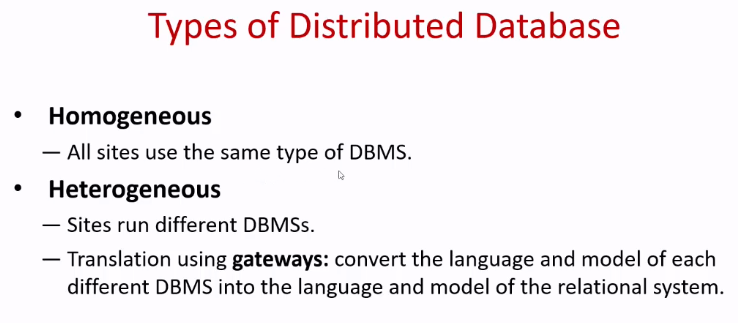 Types of Distributed Database
• Homogeneous
— All sites use the same type of DBMS.
• Heterogeneous
— Sites run different DBMSs.
— Translation using gateways: convert the language and model of each
different DBMS into the language and model of the relational system.